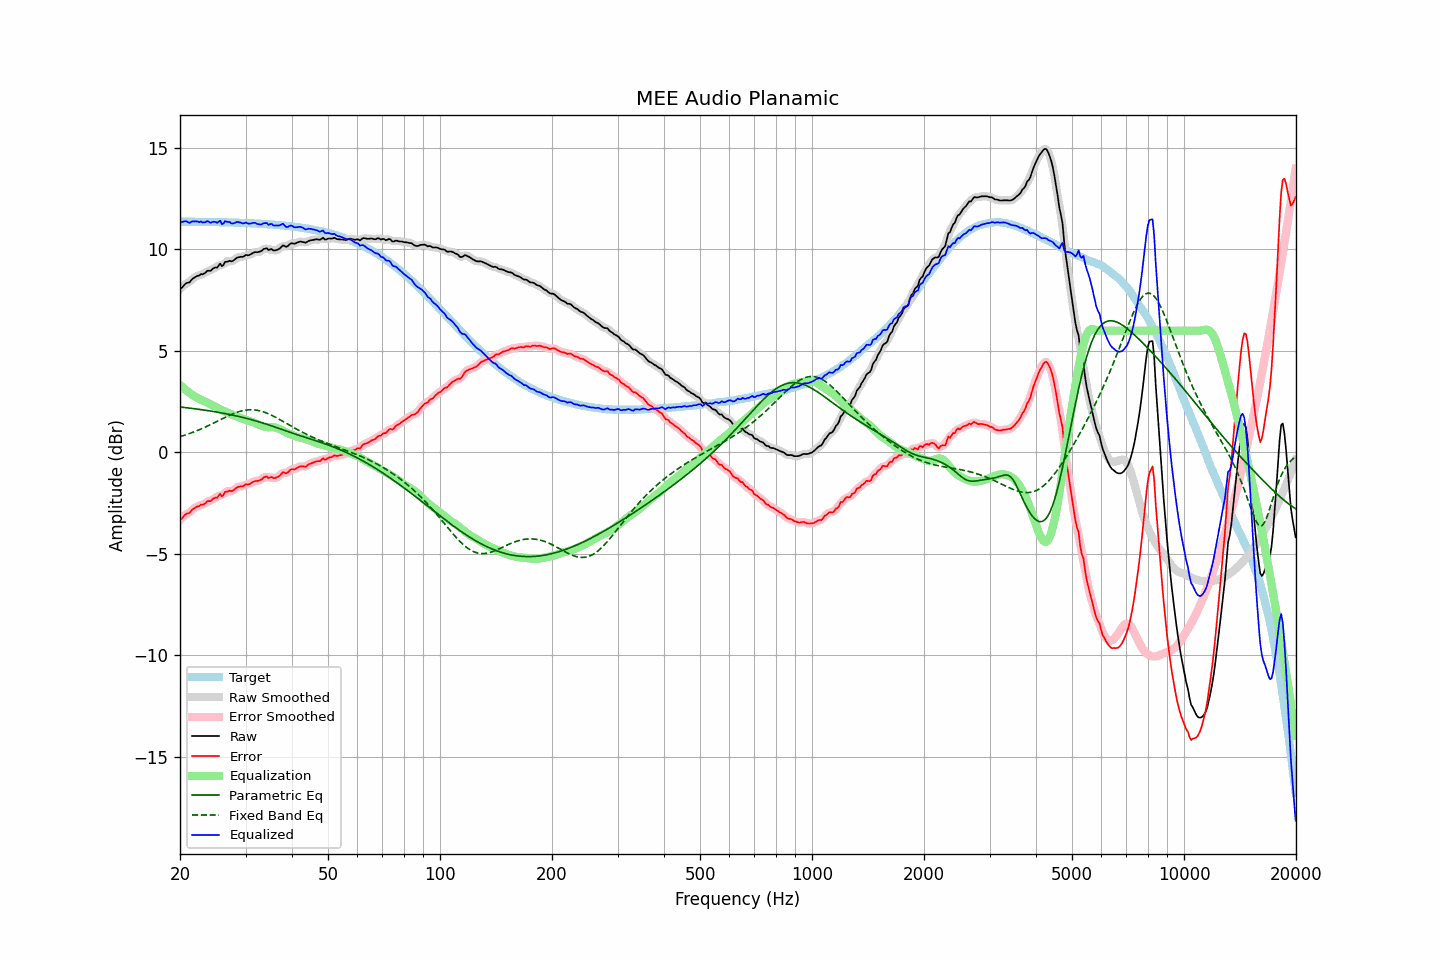 MEE Audio Planamic
Amplitude (dBr)
15
10
5
0
−5
−10
−15
Target
Raw Smoothed
Error Smoothed
Raw
Error
Equalization
Parametric Eq
Fixed Band Eq
Equalized
20 50 100 200 500 1000 2000 5000 10000 20000
Frequency (Hz)